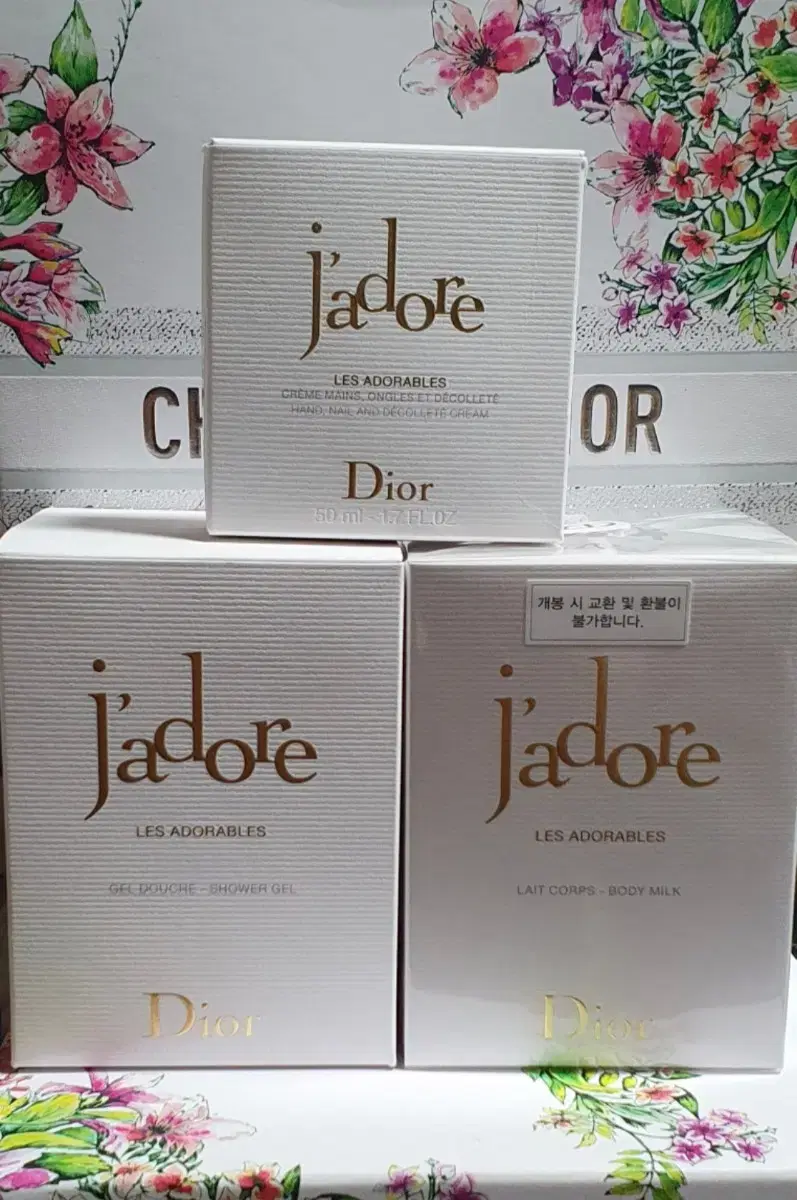 j'adore
LES ADORABLES
CRÈME MAINS, ONGLES ET DÉCOLLETÉ
HAND, NAIL AND DÉCOLLETÉ CREAM
CH
IOR
Dior
50 ml - 1.7 FL.OZ
개봉 시 교환 및 환불이
불가합니다.
j'adore
LES ADORABLES
GEL DOUCHE - SHOWER GEL
Dior
j'adore
LES ADORABLES
LAIT CORPS - BODY MILK
Dior